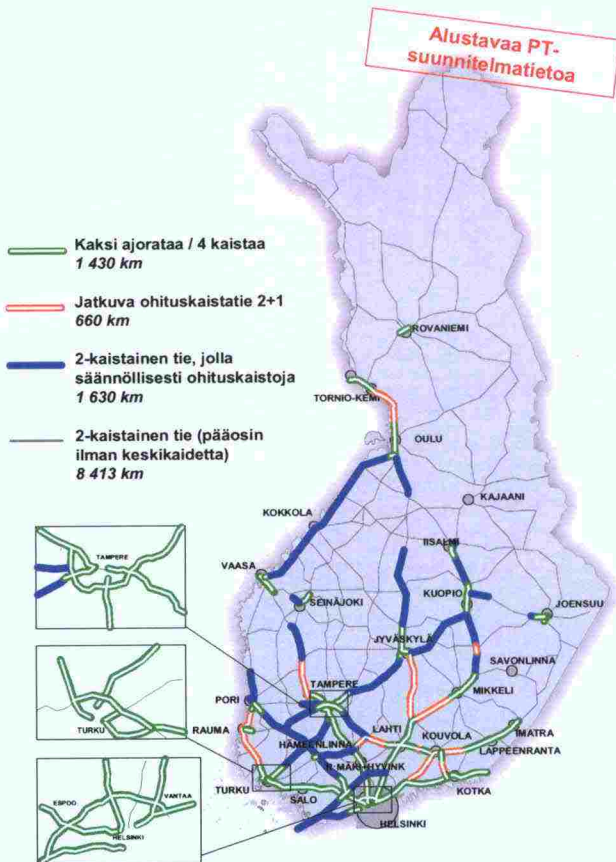 Alustavaa PT-
suunnitelmatietoa
Kaksi ajorataa / 4 kaistaa
1 430 km
Jatkuva ohituskaistatie 2+1
660 km
2-kaistainen tie, jolla
säännöllisesti ohituskaistoja
1 630 km
2-kaistainen tie (pääosin
ilman keskikaidetta)
8 413 km
ROVANIEMI
TORNIO-KEMI
OULU
KAJAANI
KOKKOLA
IISALMI
VAASA
KUOPIO
SEINÄJOKI
JOENSUU
JYVÄSKYLÄ
SAVONLINNA
TAMPERE
MIKKELI
PORI
LAHTI
KOUVOLA
IMATRA
RAUMA
HÄMEENLINNA
LAPPEENRANTA
R-MÄKI-HYVINK
TURKU
SALO
KOTKA
HELSINKI
TAMPERE
TURKU
ESPOO
VANTAA
HELSINKI